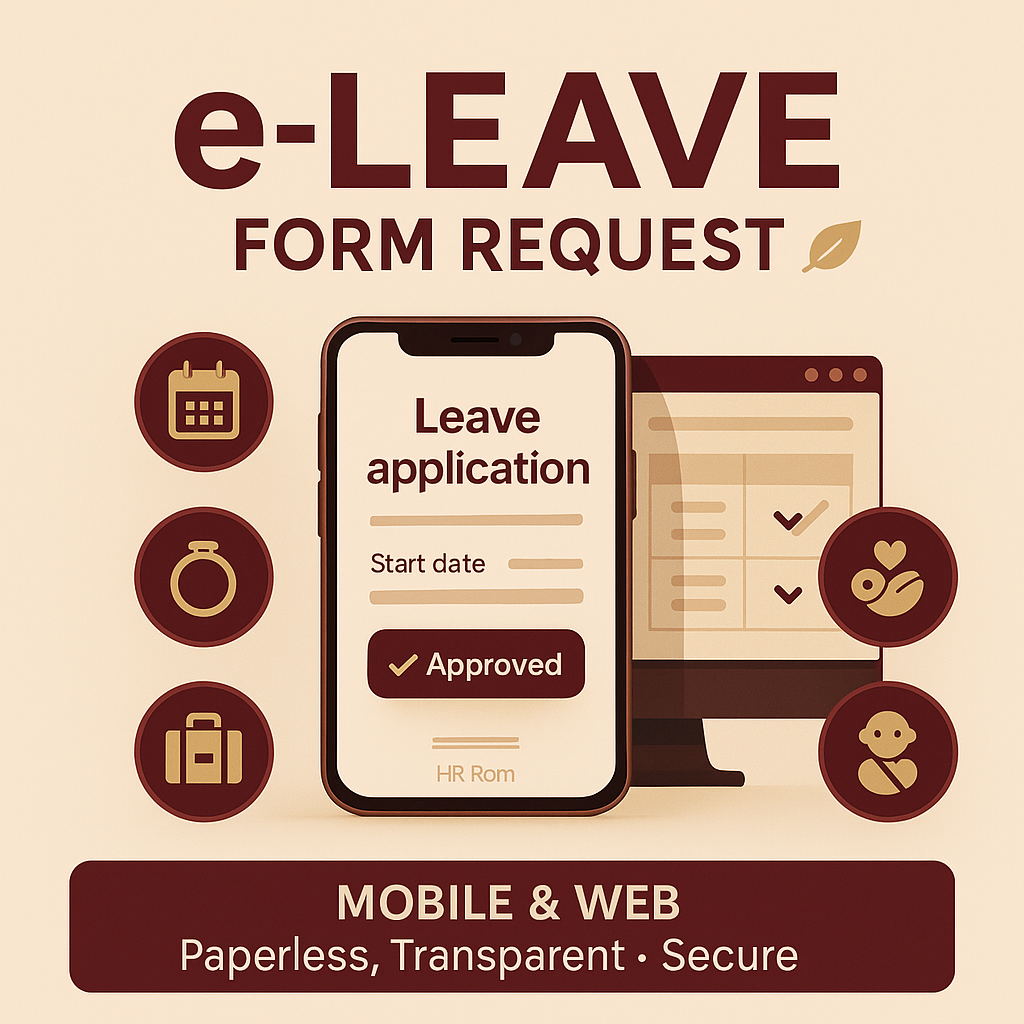 e-LEAVE
FORM REQUEST
Leave
application
Start date
Approved
HR Rom
MOBILE & WEB
Paperless, Transparent · Secure